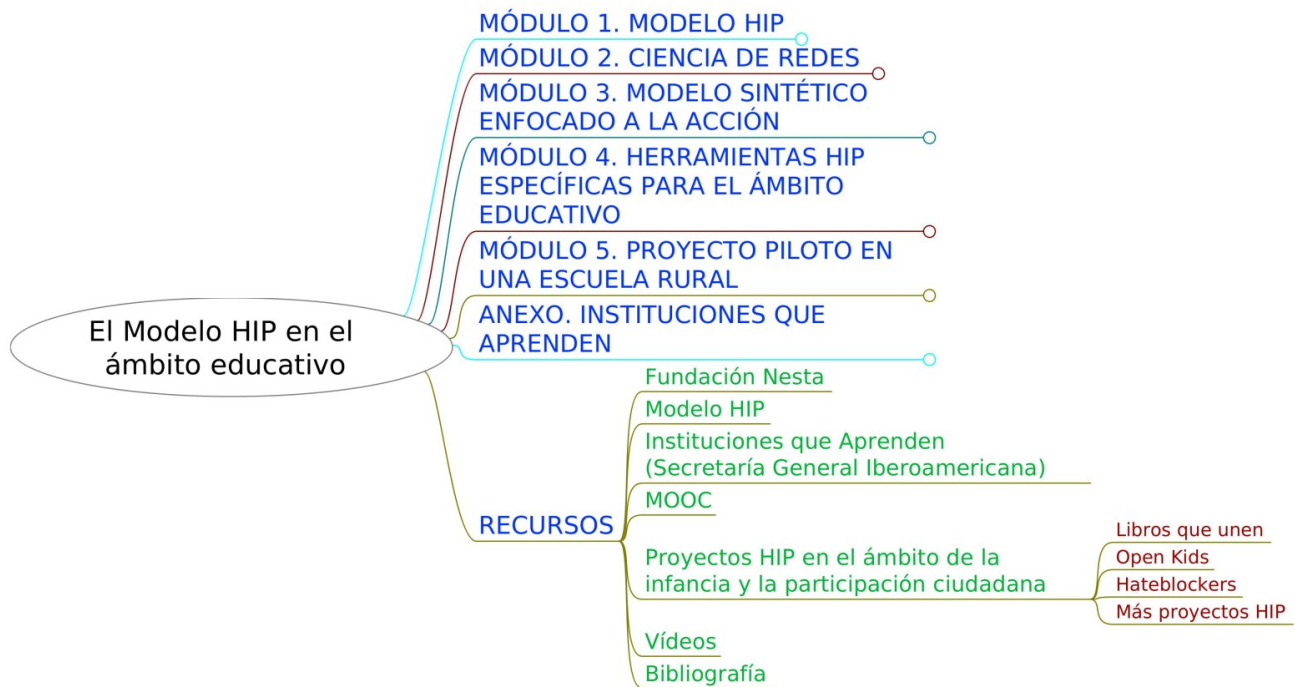 MÓDULO 1. MODELO HIP
MÓDULO 2. CIENCIA DE REDES
MÓDULO 3. MODELO SINTÉTICO
ENFOCADO A LA ACCIÓN
MÓDULO 4. HERRAMIENTAS HIP
ESPECÍFICAS PARA EL ÁMBITO
EDUCATIVO
MÓDULO 5. PROYECTO PILOTO EN
UNA ESCUELA RURAL
ANEXO. INSTITUCIONES QUE
APRENDEN
El Modelo HIP en el
ámbito educativo
RECURSOS
Fundación Nesta
Modelo HIP
Instituciones que Aprenden
(Secretaría General Iberoamericana)
MOOC
Proyectos HIP en el ámbito de la
infancia y la participación ciudadana
Libros que unen
Open Kids
Hateblockers
Más proyectos HIP
Vídeos
Bibliografía